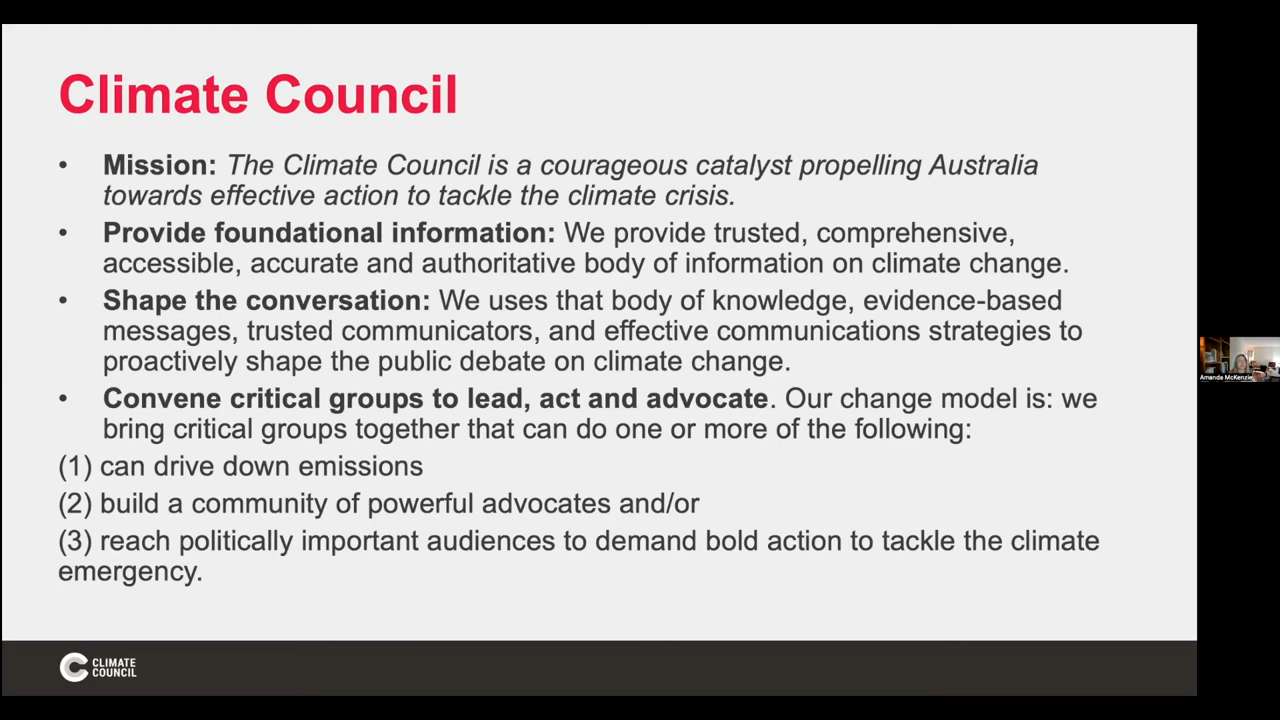 Climate Council
• Mission: The Climate Council is a courageous catalyst propelling Australia
towards effective action to tackle the climate crisis.
• Provide foundational information: We provide trusted, comprehensive,
accessible, accurate and authoritative body of information on climate change.
• Shape the conversation: We uses that body of knowledge, evidence-based
messages, trusted communicators, and effective communications strategies to
proactively shape the public debate on climate change.
• Convene critical groups to lead, act and advocate. Our change model is: we
bring critical groups together that can do one or more of the following:
(1) can drive down emissions
(2) build a community of powerful advocates and/or
(3) reach politically important audiences to demand bold action to tackle the climate
emergency.
Amanda McKenzie
CLIMATE
COUNCIL